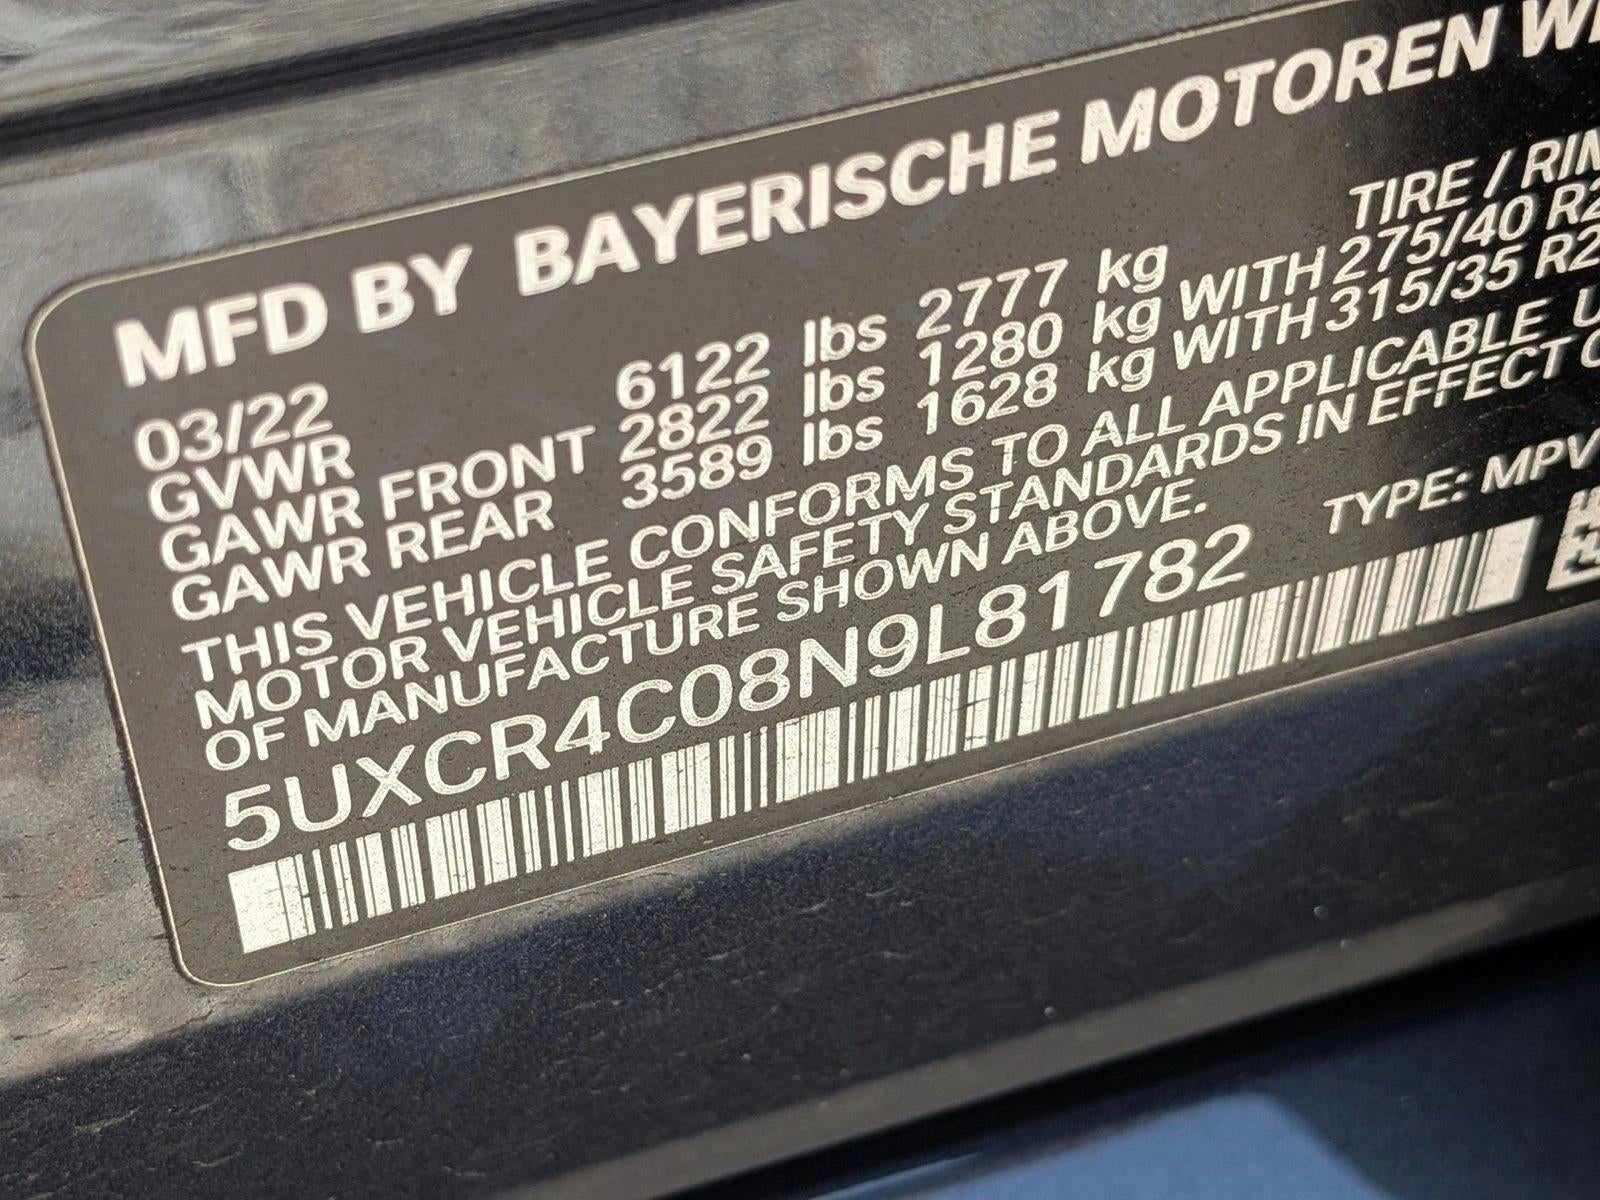 MFD BY BAYERISCHE MOTOREN
03/22 TIRE / RIM
GVWR 6122 lbs 2777 kg
GAWR FRONT 2822 lbs 1280 kg WITH 275/40
GAWR REAR 3589 lbs 1628 kg WITH 315/35
THIS VEHICLE CONFORMS TO ALL APPLICABLE
MOTOR VEHICLE SAFETY STANDARDS IN EFFECT
OF MANUFACTURE SHOWN ABOVE.
5UXCR4C08N9L81782 TYPE: MPV